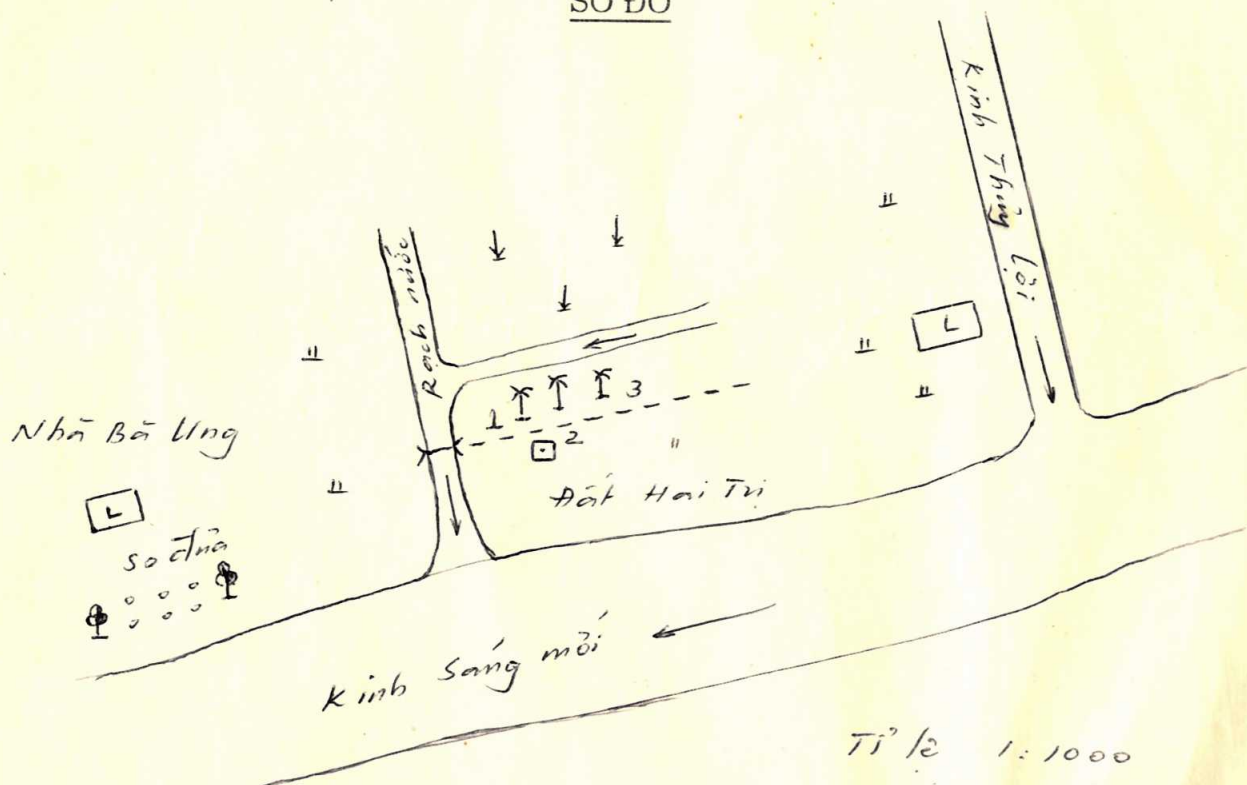 SƠ ĐỒ
Kinh Thủy lợi
Rạch nước
L
1
3
2
Nhà Bà Ung
Đất Hai Trị
L
so đũa
Kinh Sáng mới
Tỉ lệ 1:1000